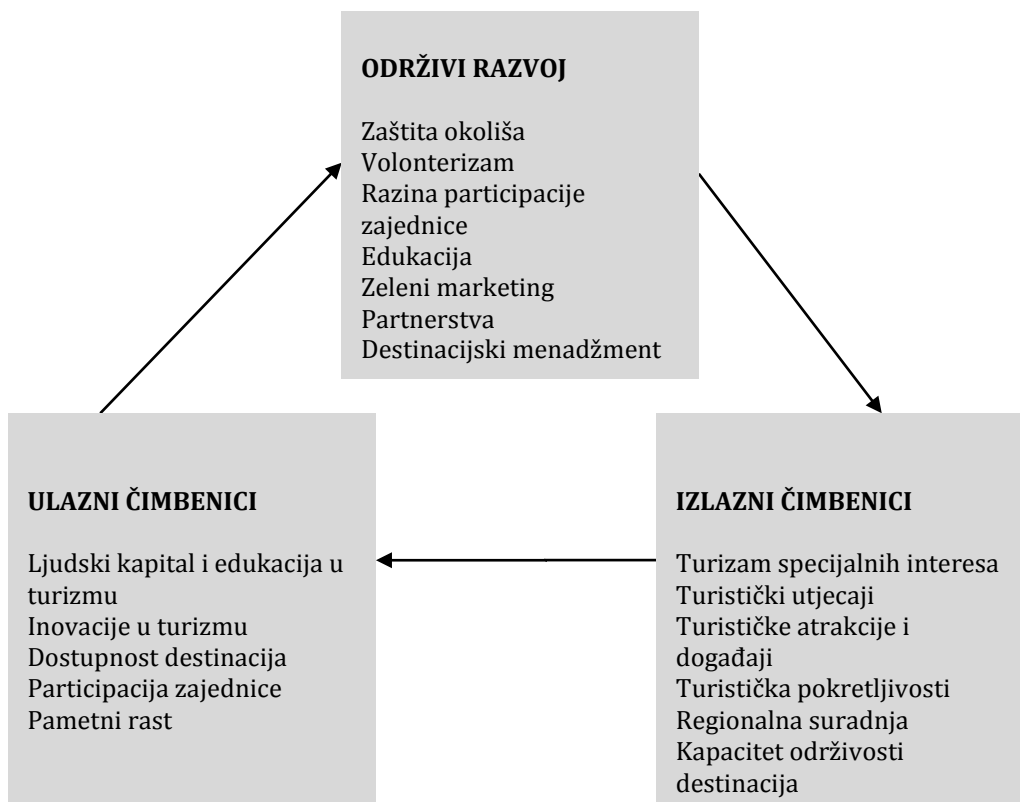 ODRŽIVI RAZVOJ
Zaštita okoliša
Volonterizam
Razina participacije
zajednice
Edukacija
Zeleni marketing
Partnerstva
Destinacijski menadžment
ULAZNI ČIMBENICI
Ljudski kapital i edukacija u
turizmu
Inovacije u turizmu
Dostupnost destinacija
Participacija zajednice
Pametni rast
IZLAZNI ČIMBENICI
Turizam specijalnih interesa
Turistički utjecaji
Turističke atrakcije i
događaji
Turistička pokretljivosti
Regionalna suradnja
Kapacitet održivosti
destinacija